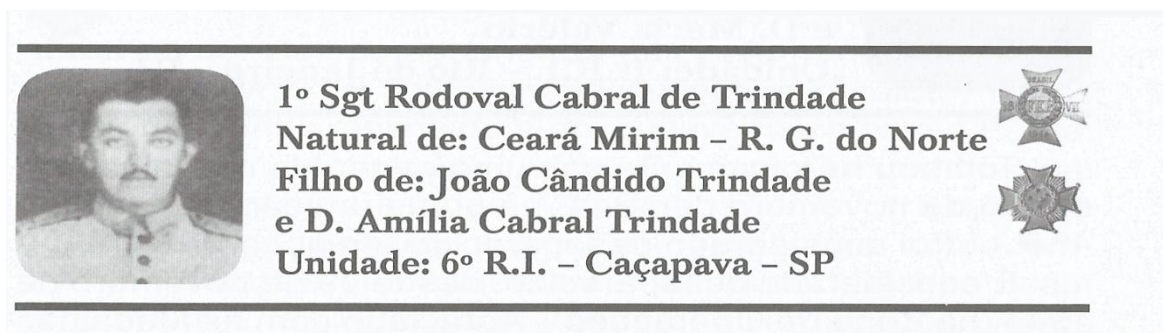 1º Sgt Rodoval Cabral de Trindade
Natural de: Ceará Mirim – R. G. do Norte
Filho de: João Cândido Trindade
e D. Amília Cabral Trindade
Unidade: 6º R.I. – Caçapava – SP